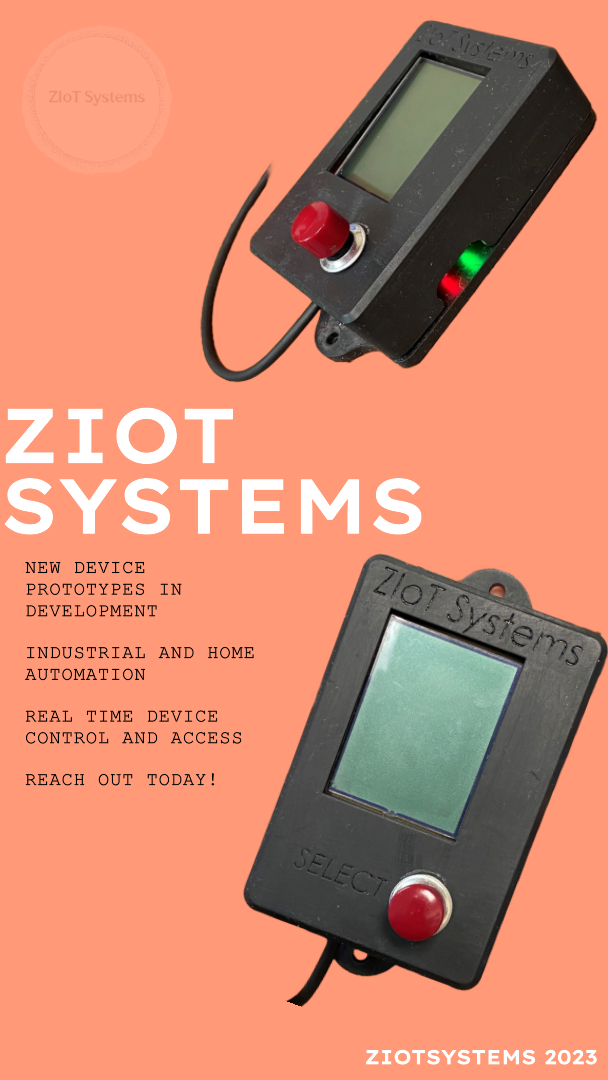 ZIoT Systems
ZIoT Systems
ZIOT
SYSTEMS
NEW DEVICE
PROTOTYPES IN
DEVELOPMENT
INDUSTRIAL AND HOME
AUTOMATION
REAL TIME DEVICE
CONTROL AND ACCESS
REACH OUT TODAY!
ZIoT Systems
SELECT
ZIOTSYSTEMS 2023